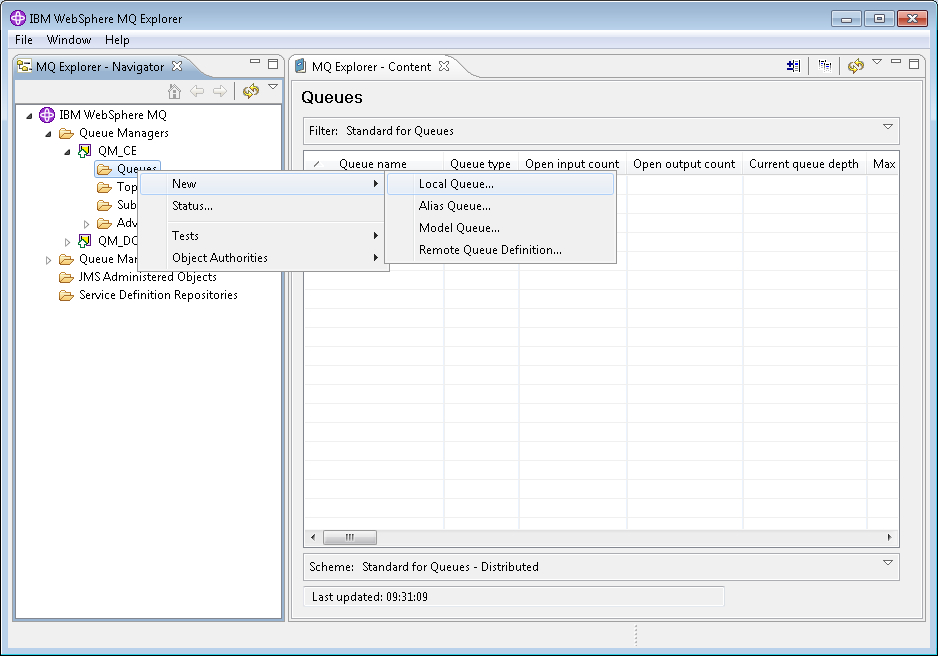 IBM WebSphere MQ Explorer
File Window Help
MQ Explorer - Navigator
IBM WebSphere MQ
Queue Managers
QM_CE
Queues
Top
Sub
Adv
QM_DC
Queue Mar
JMS Administered Objects
Service Definition Repositories
New
Status...
Tests
Object Authorities
Local Queue...
Alias Queue...
Model Queue...
Remote Queue Definition...
MQ Explorer - Content
Queues
Filter: Standard for Queues
Queue name Queue type Open input count Open output count Current queue depth Max
Scheme: Standard for Queues - Distributed
Last updated: 09:31:09